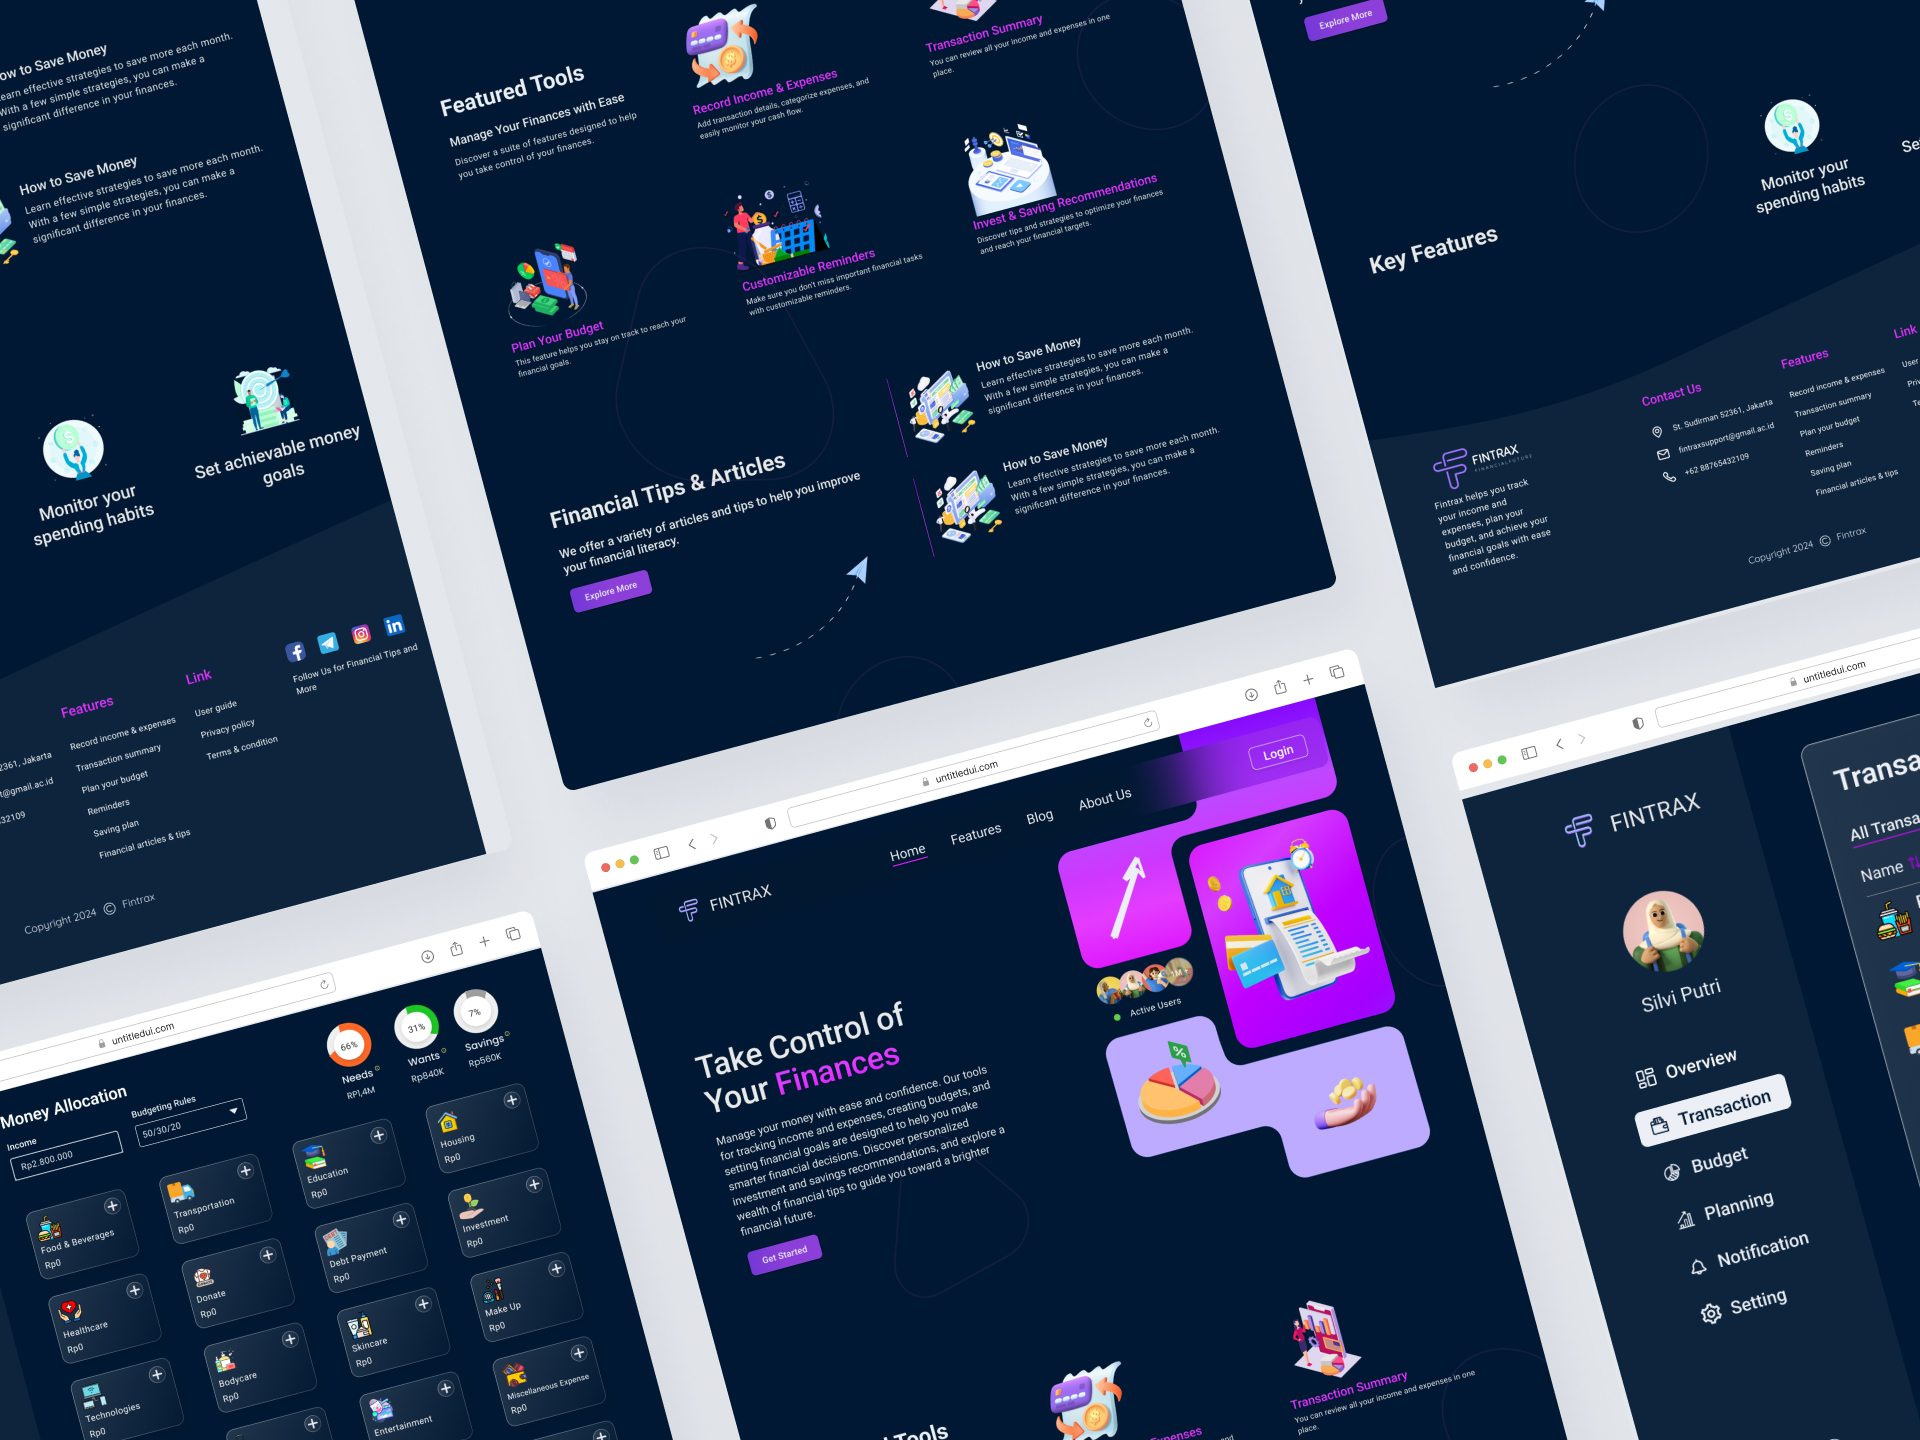 ow to Save Money
earn effective strategies to save more each month.
With a few simple strategies, you can make a
significant difference in your finances.
How to Save Money
Learn effective strategies to save more each month.
With a few simple strategies, you can make a
significant difference in your finances.
Monitor your
spending habits
Set achievable money
goals
Features
Record income & expenses
Transaction summary
Plan your budget
Reminders
Saving plan
Financial articles & tips
Link
User guide
Privacy policy
Terms & condition
Follow Us for Financial Tips and
More
2361, Jakarta
t@gmail.ac.id
32109
Copyright 2024 © Fintrax
Featured Tools
Manage Your Finances with Ease
Discover a suite of features designed to help
you take control of your finances.
Record Income & Expenses
Add transaction details, categorize expenses, and
easily monitor your cash flow.
Transaction Summary
You can review all your income and expenses in one
place.
Plan Your Budget
This feature helps you stay on track to reach your
financial goals.
Customizable Reminders
Make sure you don't miss important financial tasks
with customizable reminders.
Invest & Saving Recommendations
Discover tips and strategies to optimize your finances
and reach your financial targets.
Financial Tips & Articles
We offer a variety of articles and tips to help you improve
your financial literacy.
Explore More
How to Save Money
Learn effective strategies to save more each month.
With a few simple strategies, you can make a
significant difference in your finances.
How to Save Money
Learn effective strategies to save more each month.
With a few simple strategies, you can make a
significant difference in your finances.
Explore More
Key Features
Monitor your
spending habits
Se
FINTRAX
FINANCIALFUTURE
Fintrax helps you track
your income and
expenses, plan your
budget, and achieve your
financial goals with ease
and confidence.
Contact Us
St. Sudirman 52361, Jakarta
fintraxsupport@gmail.ac.id
+62 88765432109
Features
Record income & expenses
Transaction summary
Plan your budget
Reminders
Saving plan
Financial articles & tips
Link
User
Priv
Te
Copyright 2024 © Fintrax
untitledui.com
Money Allocation
Income
Rp2.800.000
Budgeting Rules
50/30/20
66%
Needs
RP1,4M
31%
Wants
Rp840K
7%
Savings
Rp560K
Food & Beverages
Rp0
Transportation
Rp0
Education
Rp0
Housing
Rp0
Healthcare
Rp0
Donate
Rp0
Debt Payment
Rp0
Investment
Rp0
Technologies
Rp0
Bodycare
Rp0
Skincare
Rp0
Make Up
Rp0
Entertainment
Miscellaneous Expense
Rp0
untitledui.com
FINTRAX
Home
Features
Blog
About Us
Login
Take Control of
Your Finances
Manage your money with ease and confidence. Our tools
for tracking income and expenses, creating budgets, and
setting financial goals are designed to help you make
smarter financial decisions. Discover personalized
investment and savings recommendations, and explore a
wealth of financial tips to guide you toward a brighter
financial future.
Get Started
1M+
Active Users
%
Transaction Summary
You can review all your income and expenses in one
place.
d Tools
Expenses
untitledui.com
FINTRAX
Silvi Putri
Overview
Transaction
Budget
Planning
Notification
Setting
Transa
All Transa
Name